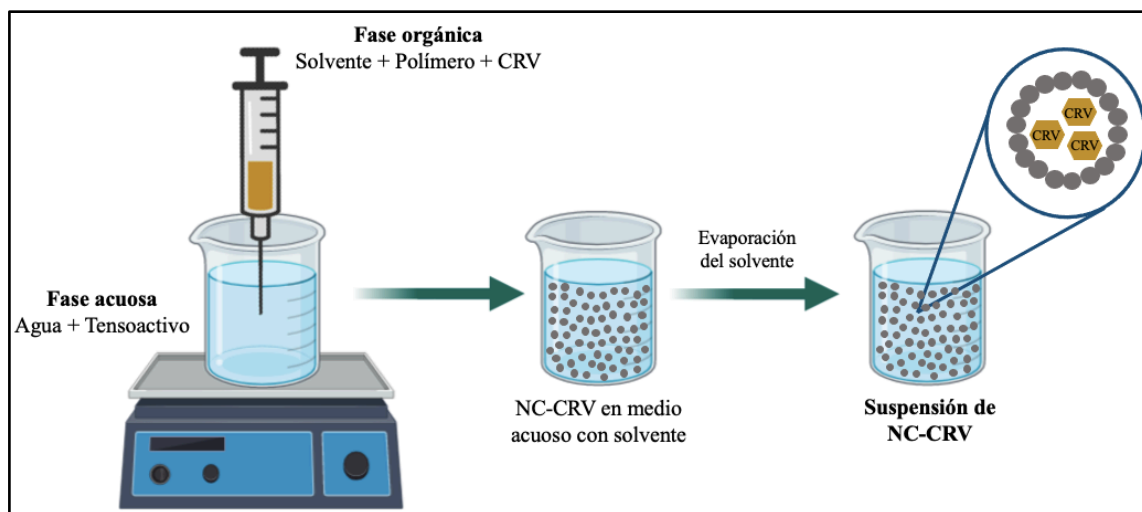 Fase orgánica
Solvente + Polímero + CRV
Fase acuosa
Agua + Tensoactivo
NC-CRV en medio
acuoso con solvente
Evaporación
del solvente
CRV
CRV
CRV
Suspensión de
NC-CRV